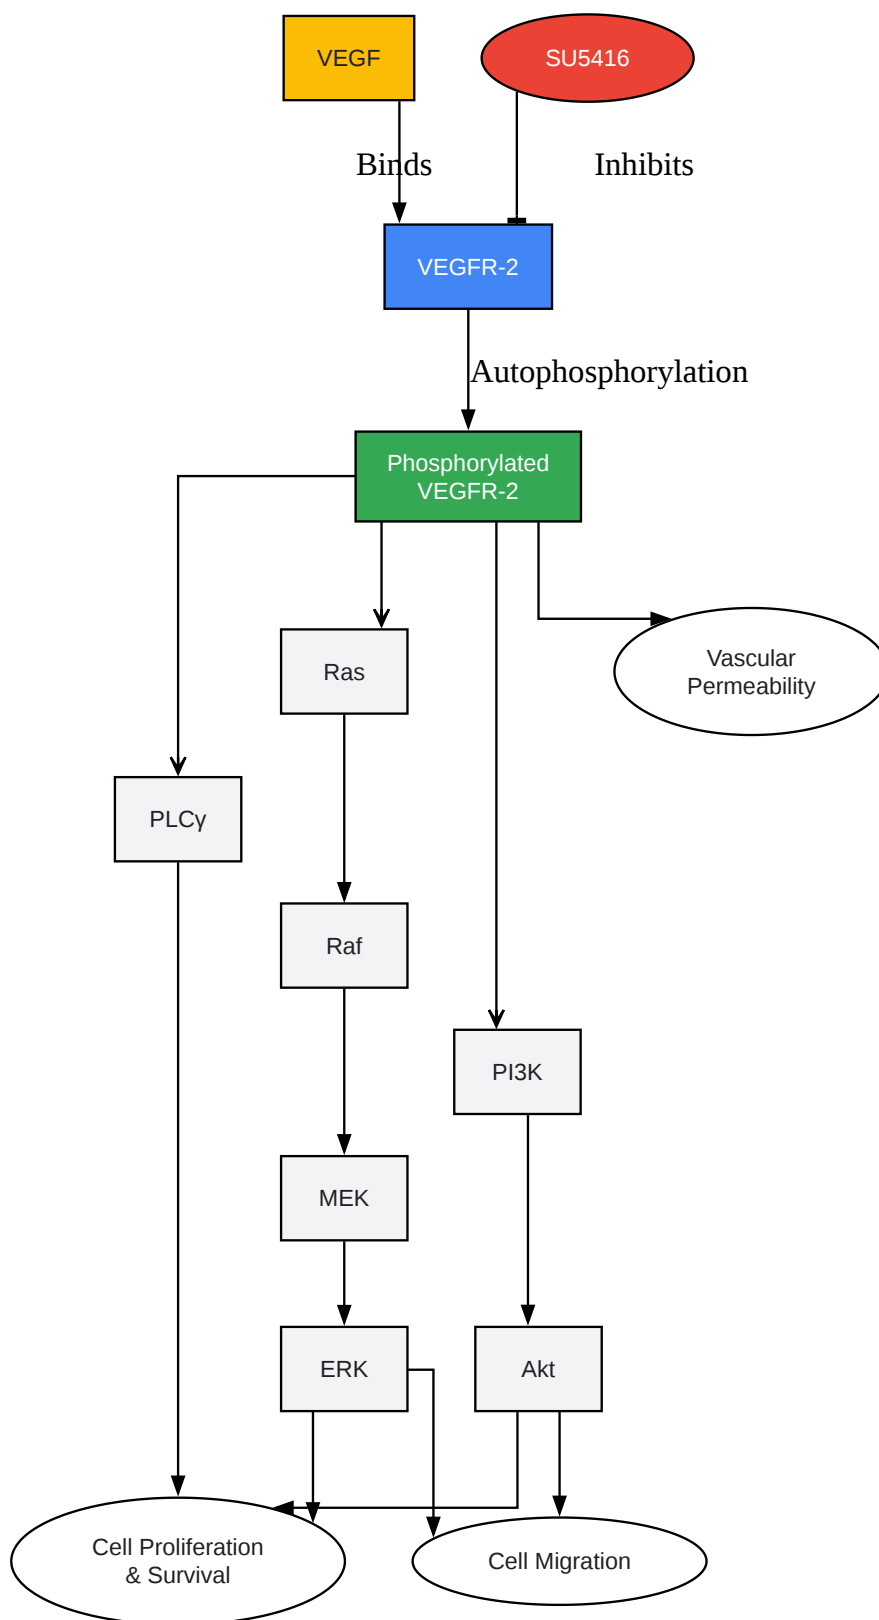 VEGF
SU5416
Binds
Inhibits
VEGFR-2
Autophosphorylation
Phosphorylated
VEGFR-2
Ras
Vascular
Permeability
PLCγ
Raf
PI3K
MEK
ERK
Akt
Cell Proliferation
& Survival
Cell Migration